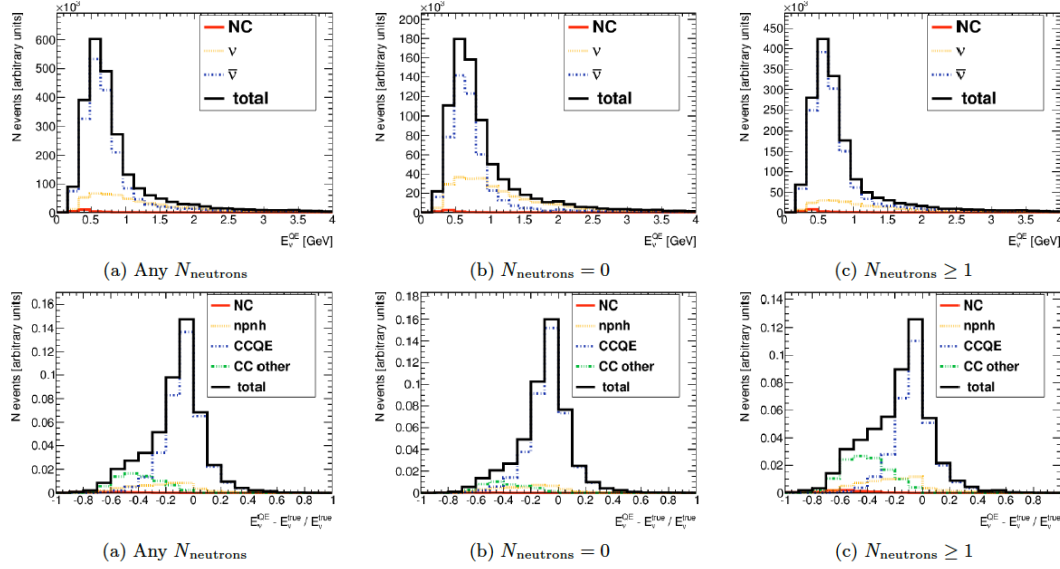 ×10³ ×10³ ×10³
N events [arbitrary units] N events [arbitrary units] N events [arbitrary units]
600 500 400 300 200 100 0
200 180 160 140 120 100 80 60 40 20 0
450 400 350 300 250 200 150 100 50 0
NC NC NC
ν ν ν
ν̄ ν̄ ν̄
total total total
0.5 1 1.5 2 2.5 3 3.5 4
0.5 1 1.5 2 2.5 3 3.5 4
0.5 1 1.5 2 2.5 3 3.5 4
E_ν^QE [GeV] E_ν^QE [GeV] E_ν^QE [GeV]
(a) Any N_neutrons (b) N_neutrons = 0 (c) N_neutrons ≥ 1
N events [arbitrary units] N events [arbitrary units] N events [arbitrary units]
0.16 0.14 0.12 0.1 0.08 0.06 0.04 0.02 0
0.18 0.16 0.14 0.12 0.1 0.08 0.06 0.04 0.02 0
0.14 0.12 0.1 0.08 0.06 0.04 0.02 0
NC NC NC
npnh npnh npnh
CCQE CCQE CCQE
CC other CC other CC other
total total total
-0.8 -0.6 -0.4 -0.2 0 0.2 0.4 0.6 0.8 1
1 -0.8 -0.6 -0.4 -0.2 0 0.2 0.4 0.6 0.8 1
-0.8 -0.6 -0.4 -0.2 0 0.2 0.4 0.6 0.8 1
E_ν^QE - E_ν^true / E_ν^true E_ν^QE - E_ν^true / E_ν^true E_ν^QE - E_ν^true / E_ν^true
(a) Any N_neutrons (b) N_neutrons = 0 (c) N_neutrons ≥ 1